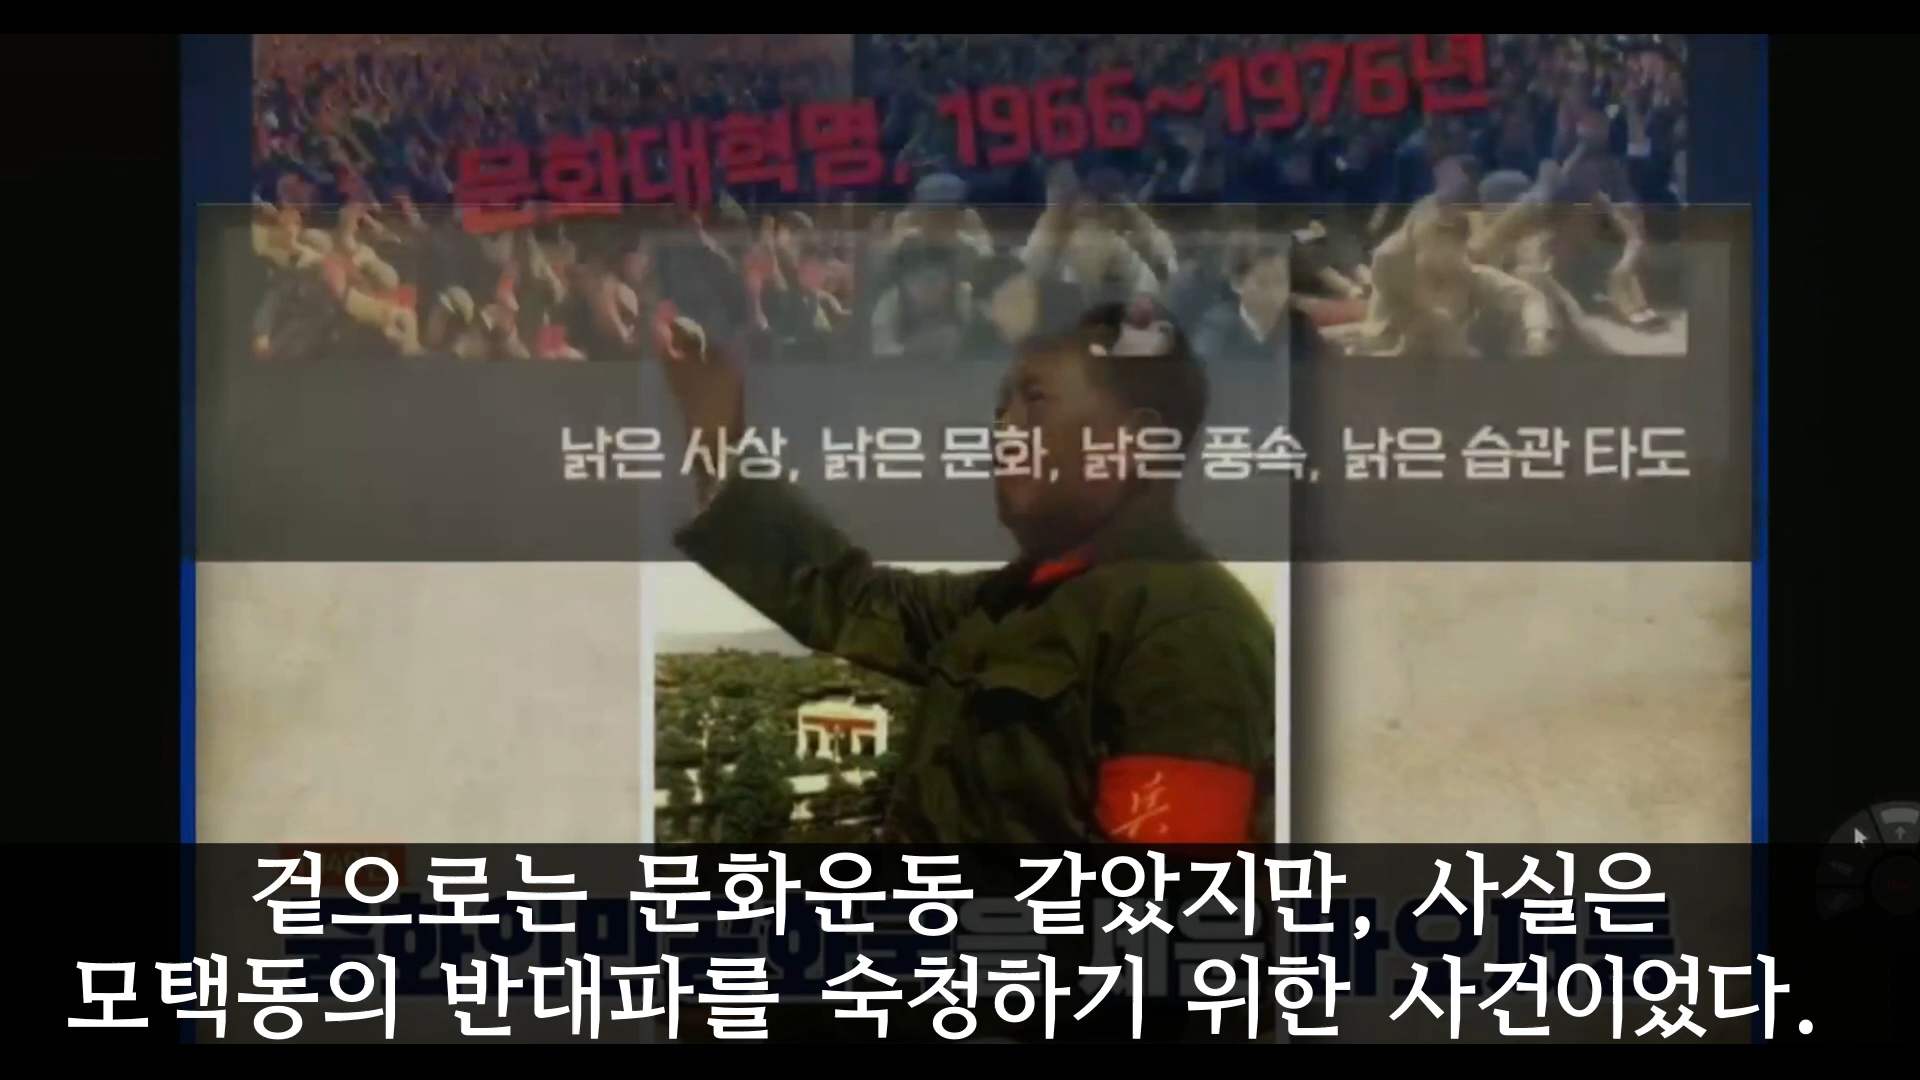 문화대혁명, 1966~1976년
낡은 사상, 낡은 문화, 낡은 풍속, 낡은 습관 타도
兵
겉으로는 문화운동 같았지만, 사실은
모택동의 반대파를 숙청하기 위한 사건이었다.